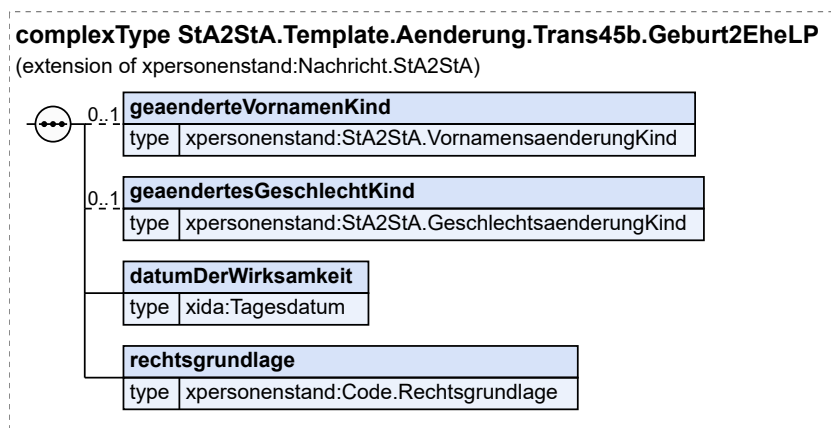 complexType StA2StA.Template.Aenderung.Trans45b.Geburt2EheLP
(extension of xpersonenstand:Nachricht.StA2StA)
0..1 geaenderteVornamenKind
type xpersonenstand:StA2StA.VornamensaenderungKind
0..1 geaendertesGeschlechtKind
type xpersonenstand:StA2StA.GeschlechtsaenderungKind
datumDerWirksamkeit
type xida:Tagesdatum
rechtsgrundlage
type xpersonenstand:Code.Rechtsgrundlage